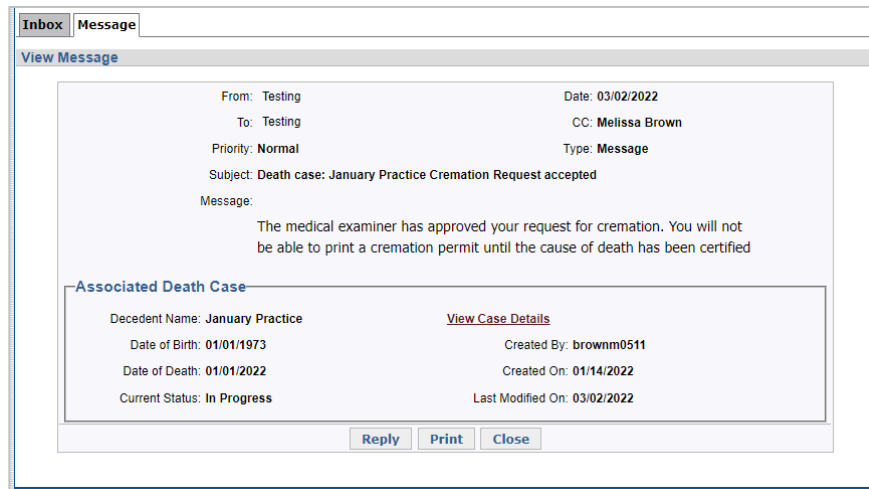 Inbox Message
View Message
From: Testing Date: 03/02/2022
To: Testing CC: Melissa Brown
Priority: Normal Type: Message
Subject: Death case: January Practice Cremation Request accepted
Message:
The medical examiner has approved your request for cremation. You will not
be able to print a cremation permit until the cause of death has been certified
Associated Death Case
Decedent Name: January Practice View Case Details
Date of Birth: 01/01/1973 Created By: brownm0511
Date of Death: 01/01/2022 Created On: 01/14/2022
Current Status: In Progress Last Modified On: 03/02/2022
Reply Print Close